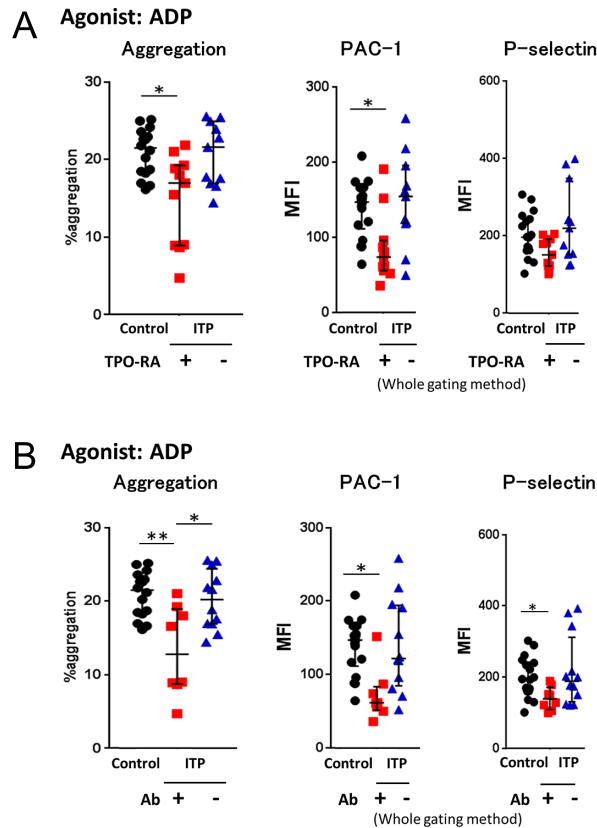 A
Agonist: ADP
Aggregation
PAC-1
P-selectin
%aggregation
30
20
10
0
*
Control
ITP
TPO-RA
+
-
MFI
300
200
100
0
*
Control
ITP
TPO-RA
+
-
(Whole gating method)
MFI
600
400
200
0
Control
ITP
TPO-RA
+
-
B
Agonist: ADP
Aggregation
PAC-1
P-selectin
%aggregation
30
20
10
0
**
*
Control
ITP
Ab
+
-
MFI
300
200
100
0
*
Control
ITP
Ab
+
-
(Whole gating method)
MFI
600
400
200
0
*
Control
ITP
Ab
+
-